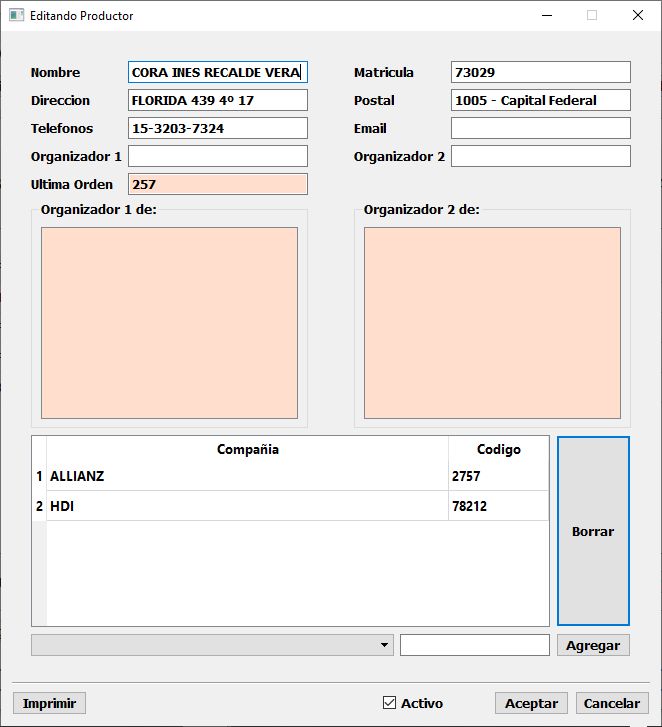 Editando Productor
Nombre CORA INES RECALDE VERA Matricula 73029
Direccion FLORIDA 439 4º 17 Postal 1005 - Capital Federal
Telefonos 15-3203-7324 Email
Organizador 1 Organizador 2
Ultima Orden 257
Organizador 1 de: Organizador 2 de:
Compañia Codigo
1 ALLIANZ 2757
2 HDI 78212
Borrar
Agregar
Imprimir Activo Aceptar Cancelar